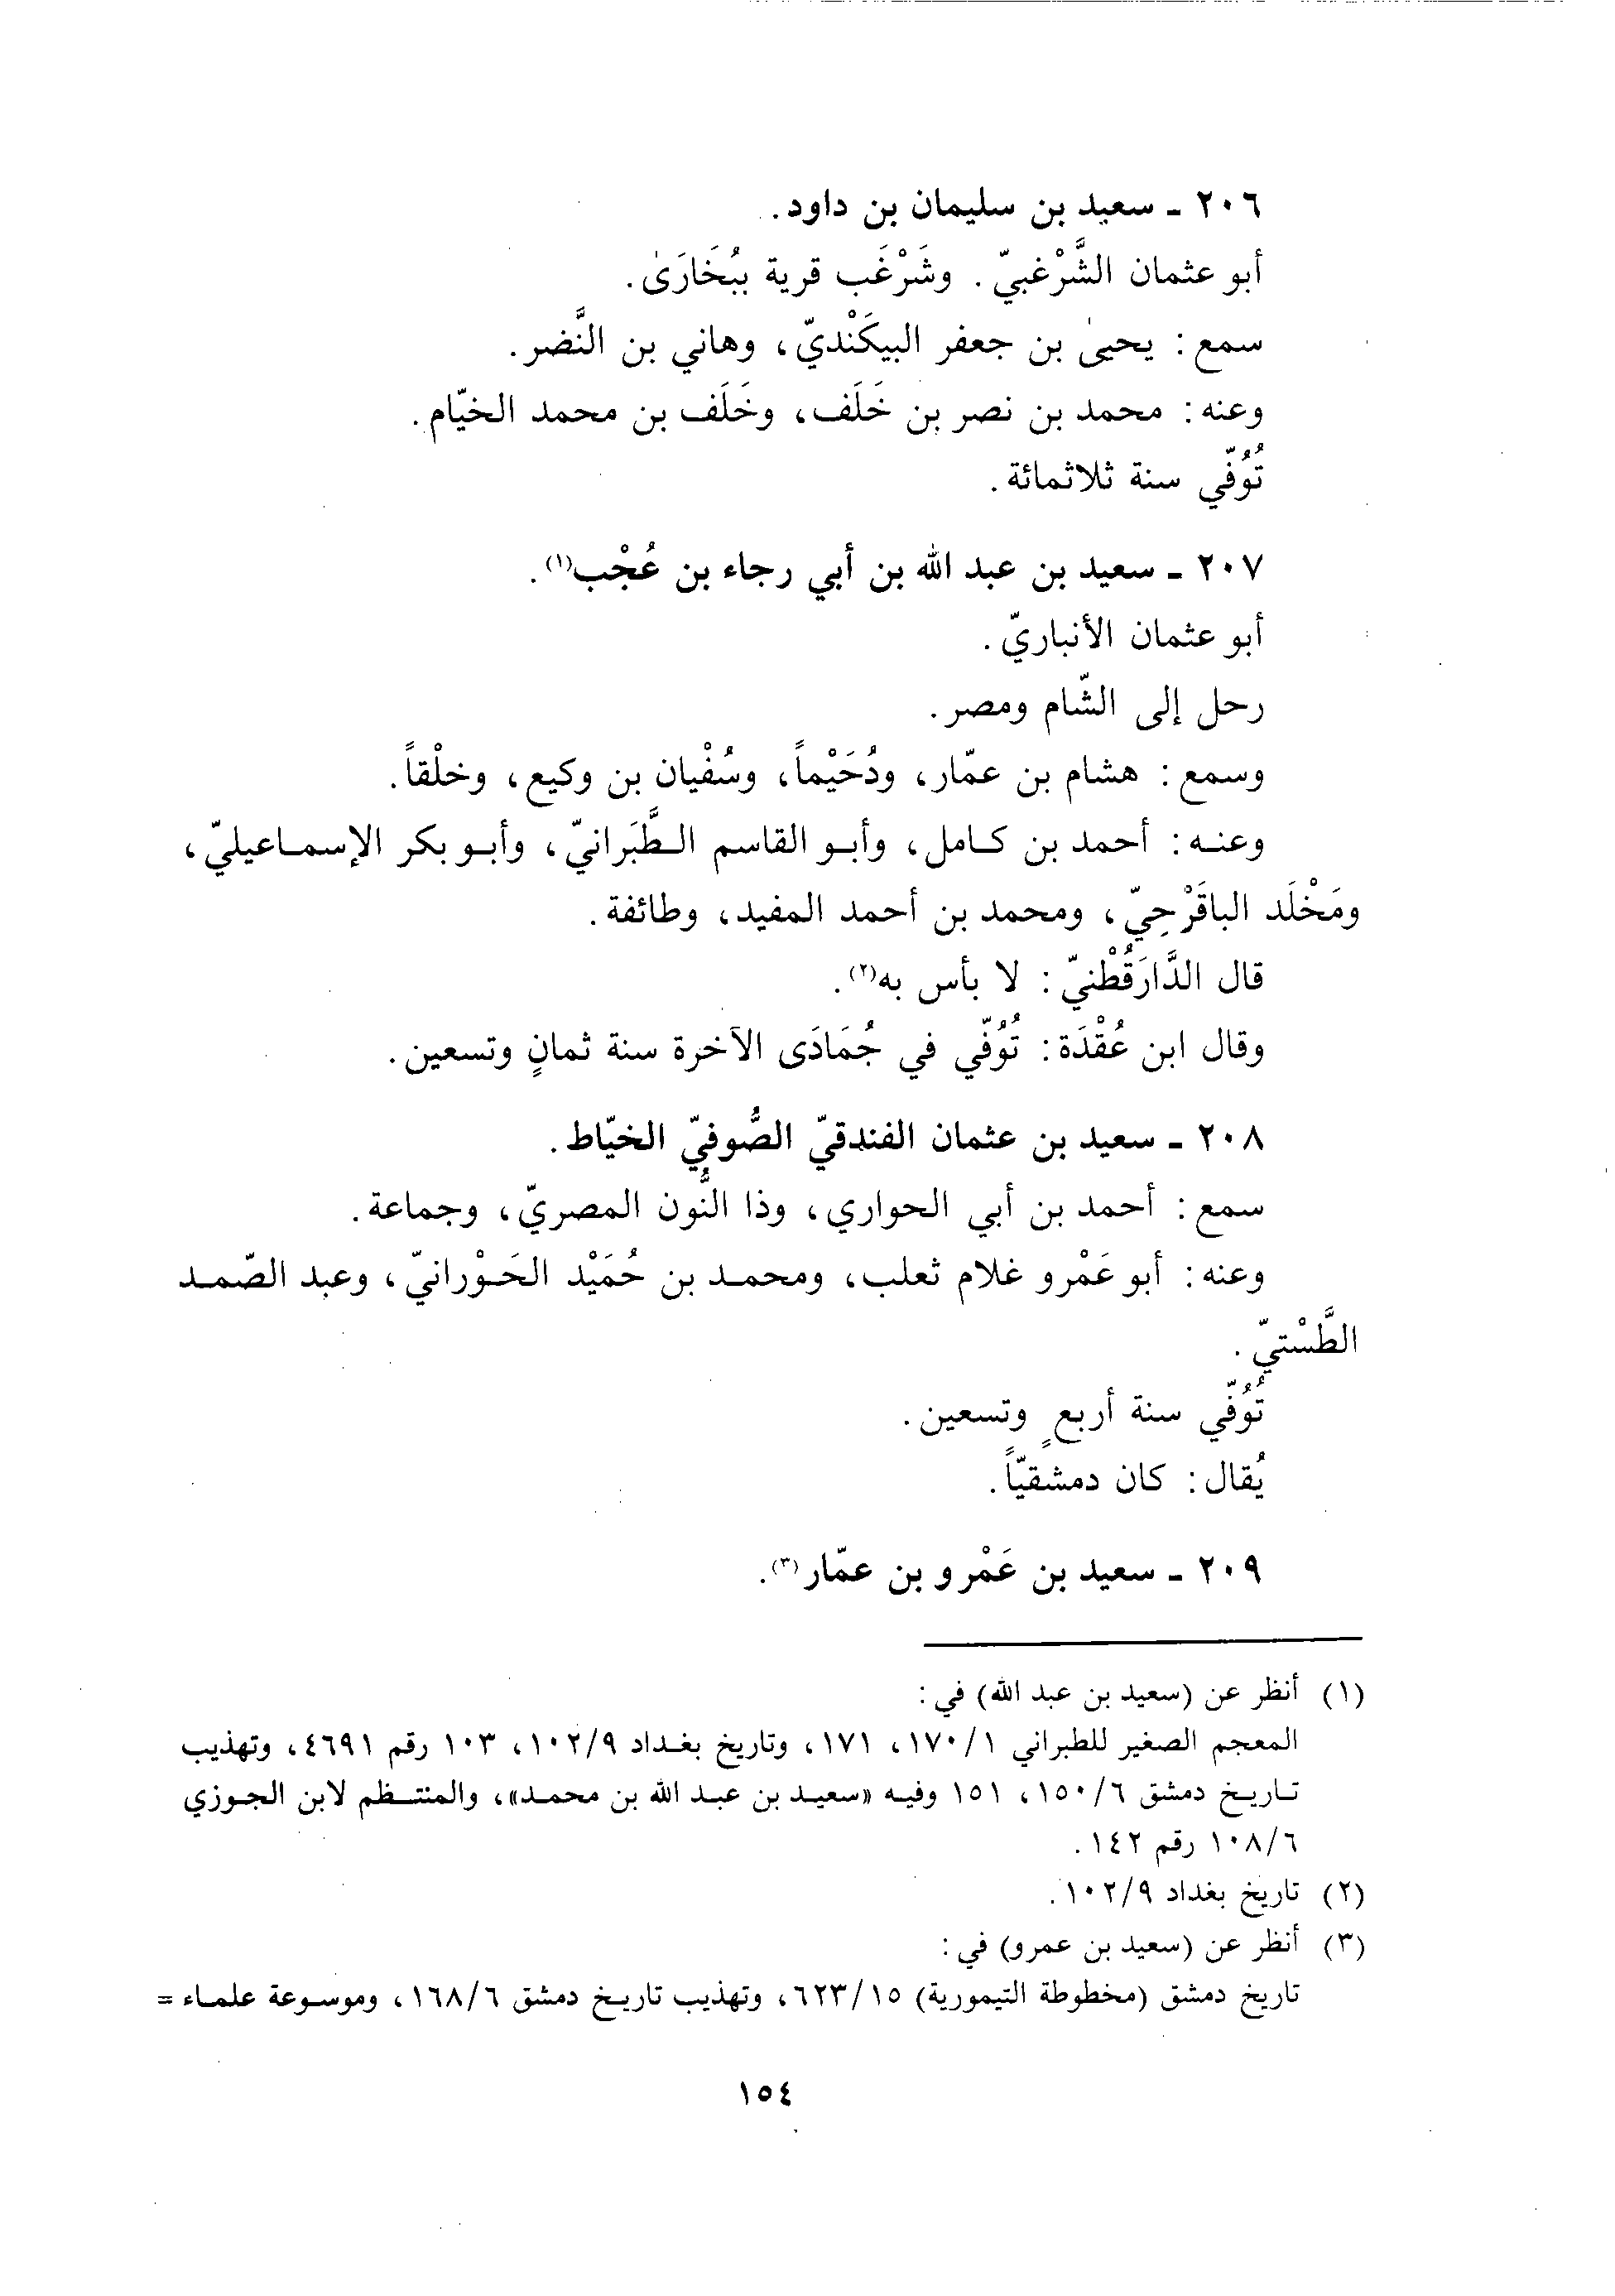 ٢٠٦ ـ سعيد بن سليمان بن داود.
أبو عثمان الشَّرْغبيّ. وشَرْغَب قرية ببُخَارَىٰ.
سمع: يحيىٰ بن جعفر البيكَنْديّ، وهاني بن النَّضر.
وعنه: محمد بن نصر بن خَلَف، وخَلَف بن محمد الخيّام.
تُوُفّي سنة ثلاثمائة.
٢٠٧ ـ سعيد بن عبد الله بن أبي رجاء بن عُجْب(١).
أبو عثمان الأنباريّ.
رحل إلى الشّام ومصر.
وسمع: هشام بن عمّار، ودُحَيْماً، وسُفْيان بن وكيع، وخلْقاً.
وعنه: أحمد بن كامل، وأبو القاسم الطَّبَرانيّ، وأبو بكر الإسماعيليّ،
ومَخْلَد الباقَرْحِيّ، ومحمد بن أحمد المفيد، وطائفة.
قال الدَّارَقُطْنيّ: لا بأس به(٢).
وقال ابن عُقْدَة: تُوُفّي في جُمَادَى الآخرة سنة ثمانٍ وتسعين.
٢٠٨ ـ سعيد بن عثمان الفندقيّ الصُّوفيّ الخيّاط.
سمع: أحمد بن أبي الحواري، وذا النُّون المصريّ، وجماعة.
وعنه: أبو عَمْرو غلام ثعلب، ومحمد بن حُمَيْد الحَوْرانيّ، وعبد الصّمد
الطَّسْتيّ.
تُوُفّي سنة أربعٍ وتسعين.
يُقال: كان دمشقيّاً.
٢٠٩ ـ سعيد بن عَمْرو بن عمّار(٣).
(١) أنظر عن (سعيد بن عبد الله) في:
المعجم الصغير للطبراني ١/١٧٠، ١٧١، وتاريخ بغداد ٩/١٠٢، ١٠٣ رقم ٤٦٩١، وتهذيب
تاريخ دمشق ٦/١٥٠، ١٥١ وفيه «سعيد بن عبد الله بن محمد»، والمنتظم لابن الجوزي
٦/١٠٨ رقم ١٤٢.
(٢) تاريخ بغداد ٩/١٠٢.
(٣) أنظر عن (سعيد بن عمرو) في:
تاريخ دمشق (مخطوطة التيمورية) ١٥/٦٢٣، وتهذيب تاريخ دمشق ٦/١٦٨، وموسوعة علماء =
١٥٤